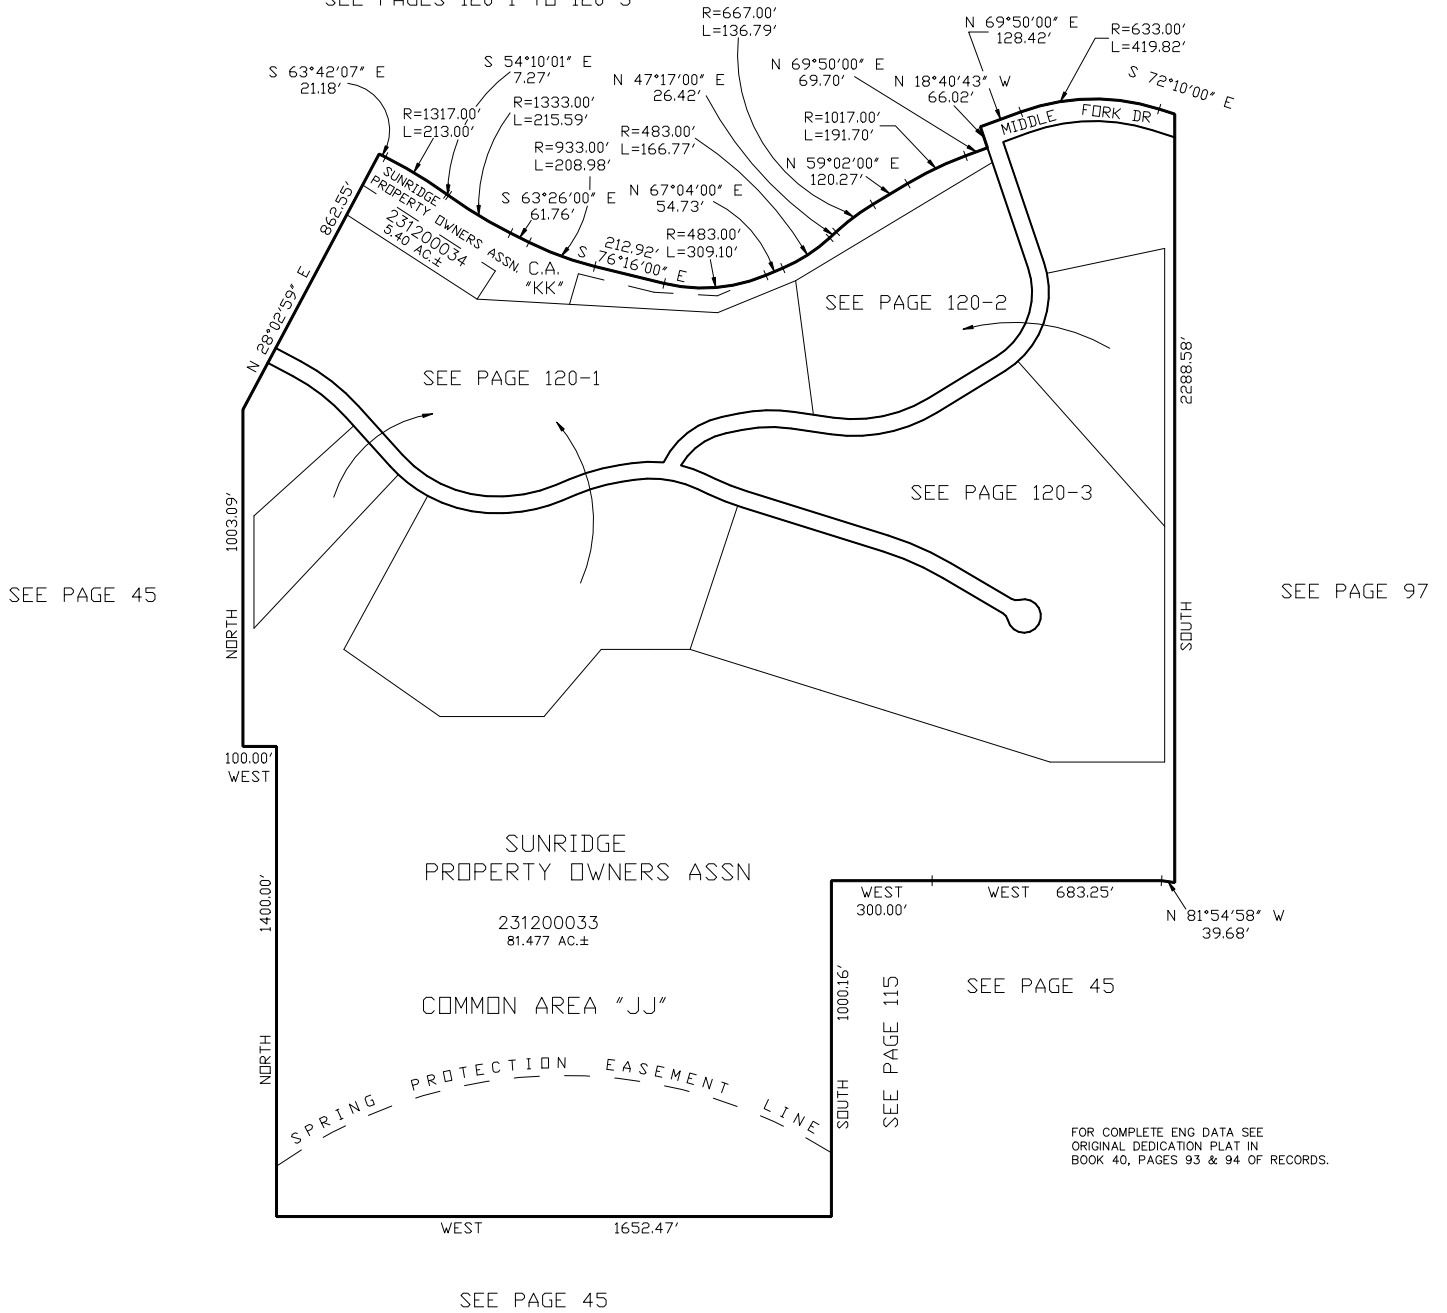 SEE PAGES 120-1 TO 120-3
R=667.00'
L=136.79'
N 69°50'00" E
128.42'
R=633.00'
L=419.82'
S 72°10'00" E
S 63°42'07" E
21.18'
S 54°10'01" E
7.27'
N 47°17'00" E
26.42'
N 69°50'00" E
69.70'
N 18°40'43" W
66.02'
R=1317.00'
L=213.00'
R=1333.00'
L=215.59'
R=933.00'
L=208.98'
R=483.00'
L=166.77'
R=1017.00'
L=191.70'
MIDDLE FORK DR
N 59°02'00" E
120.27'
S 63°26'00" E
61.76'
N 67°04'00" E
54.73'
R=483.00'
L=309.10'
212.92'
S 76°16'00" E
862.55'
N 28°02'59" E
SUNRIDGE
PROPERTY OWNERS ASSN.
231200034
5.40 AC.±
C.A.
"KK"
SEE PAGE 120-2
SEE PAGE 120-1
2288.58'
SOUTH
SEE PAGE 120-3
1003.09'
NORTH
SEE PAGE 45
SEE PAGE 97
100.00'
WEST
SUNRIDGE
PROPERTY OWNERS ASSN
231200033
81.477 AC.±
COMMON AREA "JJ"
1400.00'
NORTH
WEST
300.00'
WEST 683.25'
N 81°54'58" W
39.68'
1000.16'
SOUTH
SEE PAGE 115
SEE PAGE 45
SPRING PROTECTION EASEMENT LINE
FOR COMPLETE ENG DATA SEE
ORIGINAL DEDICATION PLAT IN
BOOK 40, PAGES 93 & 94 OF RECORDS.
WEST 1652.47'
SEE PAGE 45